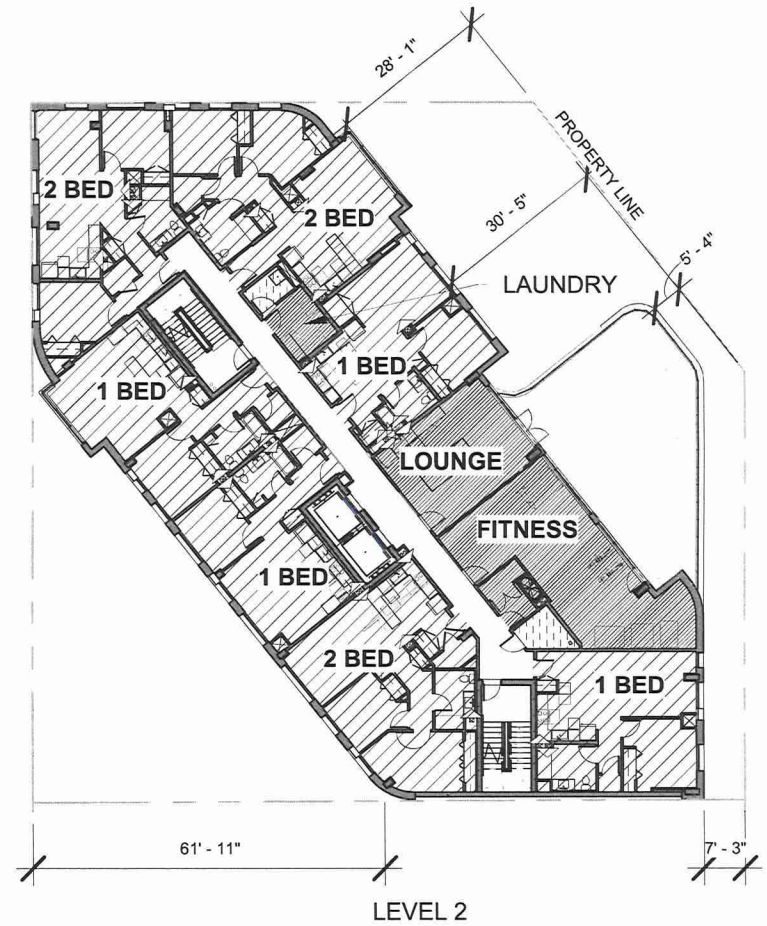 28' - 1"
PROPERTY LINE
2 BED
2 BED
30' - 5"
5' - 4"
LAUNDRY
1 BED
1 BED
LOUNGE
FITNESS
1 BED
2 BED
1 BED
61' - 11"
7' - 3"
LEVEL 2